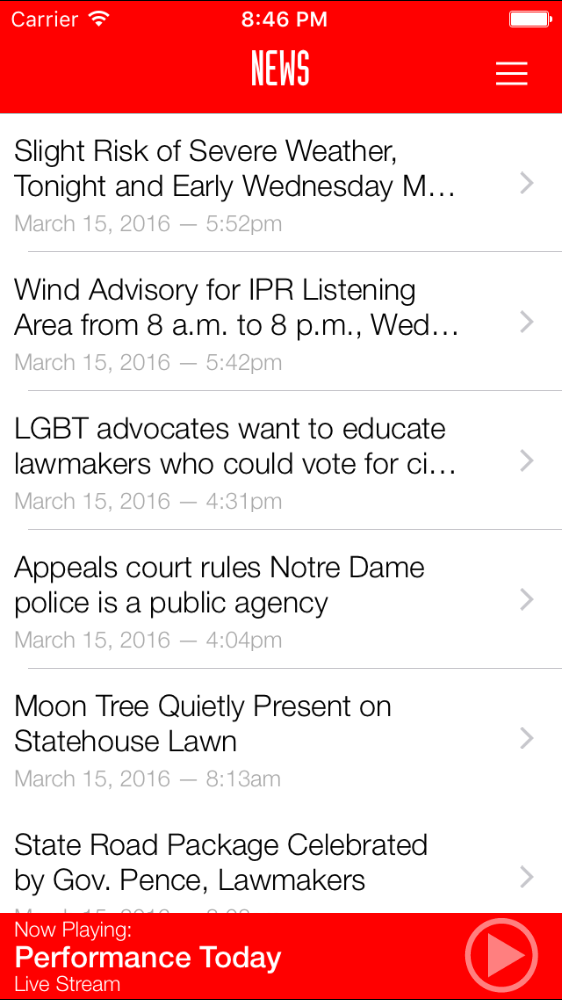 Carrier 8:46 PM
NEWS
Slight Risk of Severe Weather,
Tonight and Early Wednesday M...
March 15, 2016 — 5:52pm
Wind Advisory for IPR Listening
Area from 8 a.m. to 8 p.m., Wed...
March 15, 2016 — 5:42pm
LGBT advocates want to educate
lawmakers who could vote for ci...
March 15, 2016 — 4:31pm
Appeals court rules Notre Dame
police is a public agency
March 15, 2016 — 4:04pm
Moon Tree Quietly Present on
Statehouse Lawn
March 15, 2016 — 8:13am
State Road Package Celebrated
by Gov. Pence, Lawmakers
Now Playing:
Performance Today
Live Stream